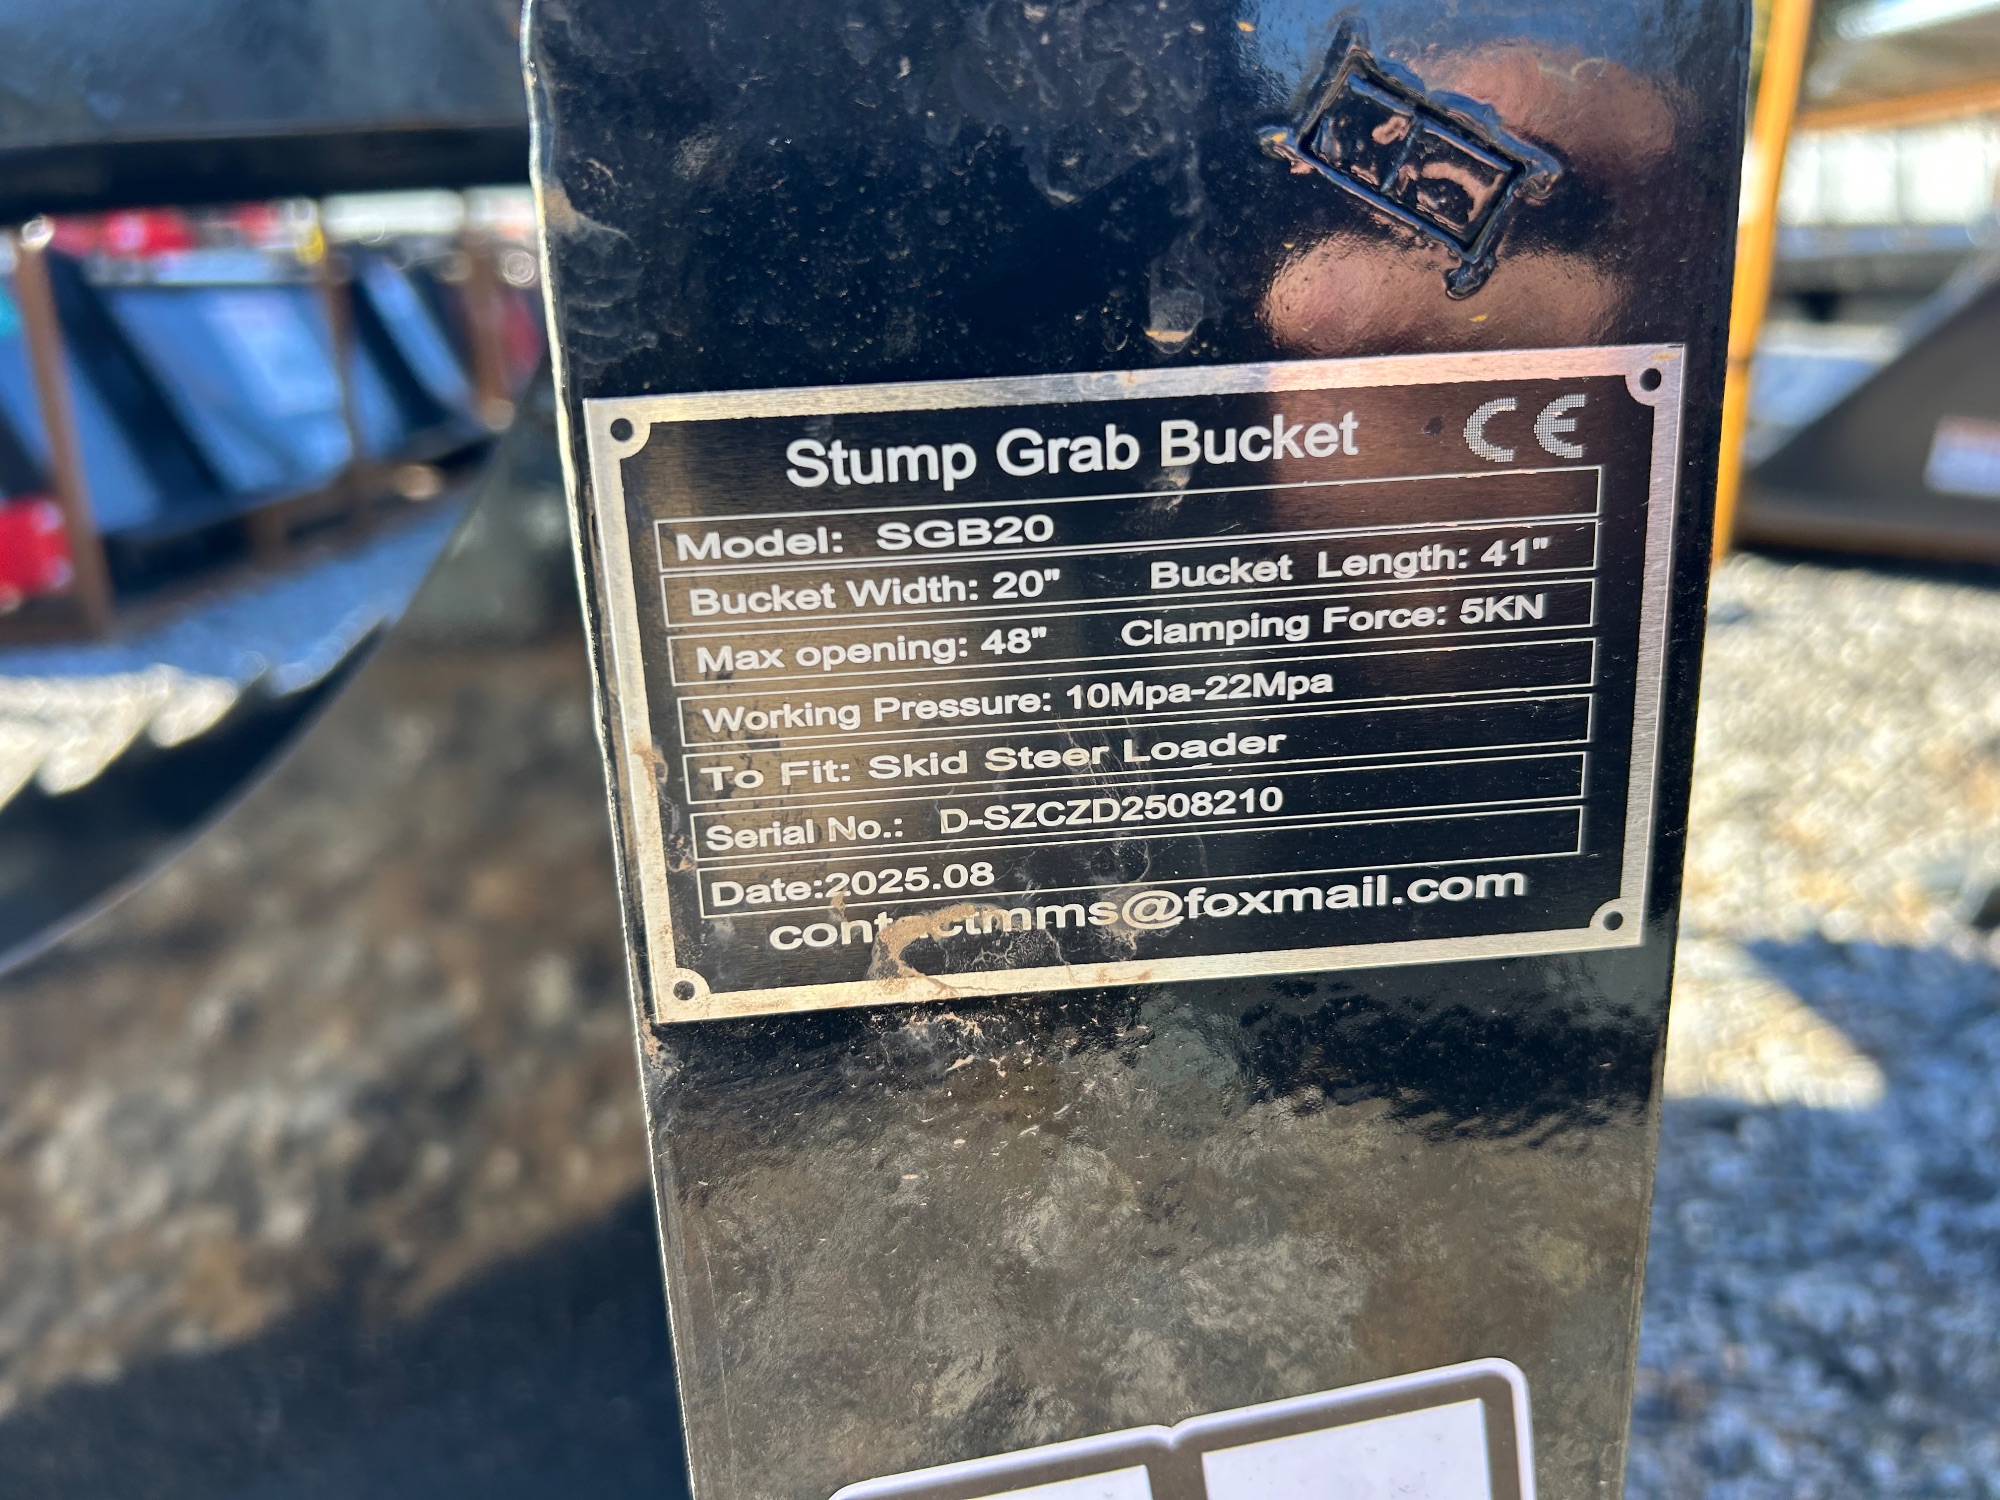 Stump Grab Bucket CE
Model: SGB20
Bucket Width: 20" Bucket Length: 41"
Max opening: 48" Clamping Force: 5KN
Working Pressure: 10Mpa-22Mpa
To Fit: Skid Steer Loader
Serial No.: D-SZCZD2508210
Date:2025.08
contactmms@foxmail.com